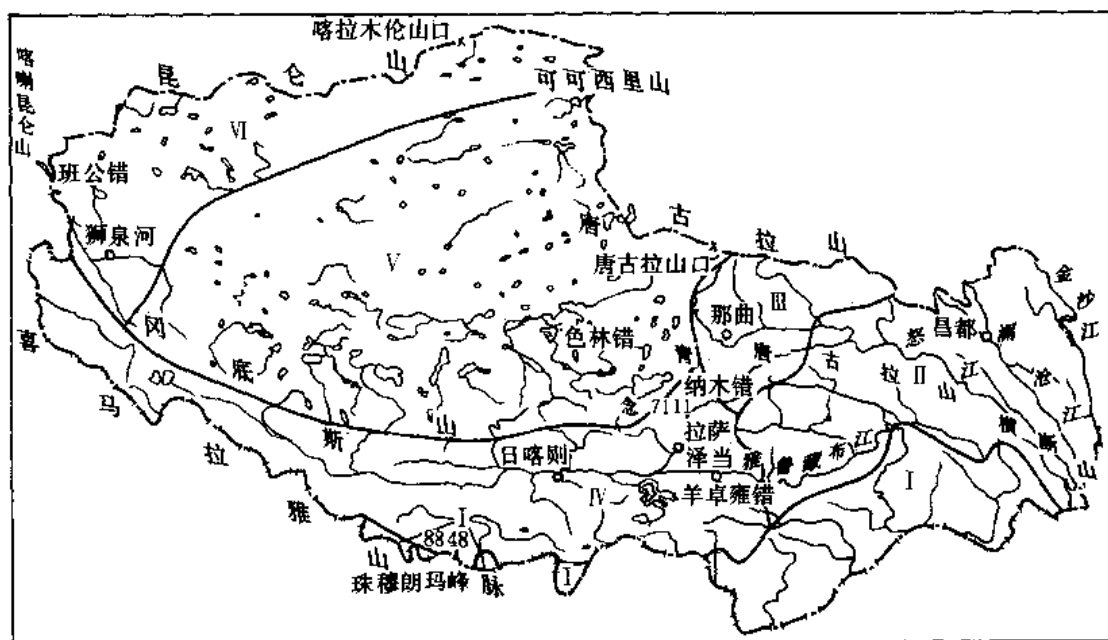 喀拉木伦山口
喀喇昆仑山
昆仑山
可可西里山
Ⅵ
班公错
狮泉河
Ⅴ
唐古拉山
唐古拉山口
Ⅲ
那曲
金沙江
昌都
澜沧江
怒江
Ⅱ
色林错
冈底斯山
喜马拉雅山脉
纳木错
7111
念青唐古拉山
横断山
拉萨
泽当
雅鲁藏布江
日喀则
羊卓雍错
Ⅳ
Ⅰ
Ⅰ
8848
珠穆朗玛峰
Ⅰ